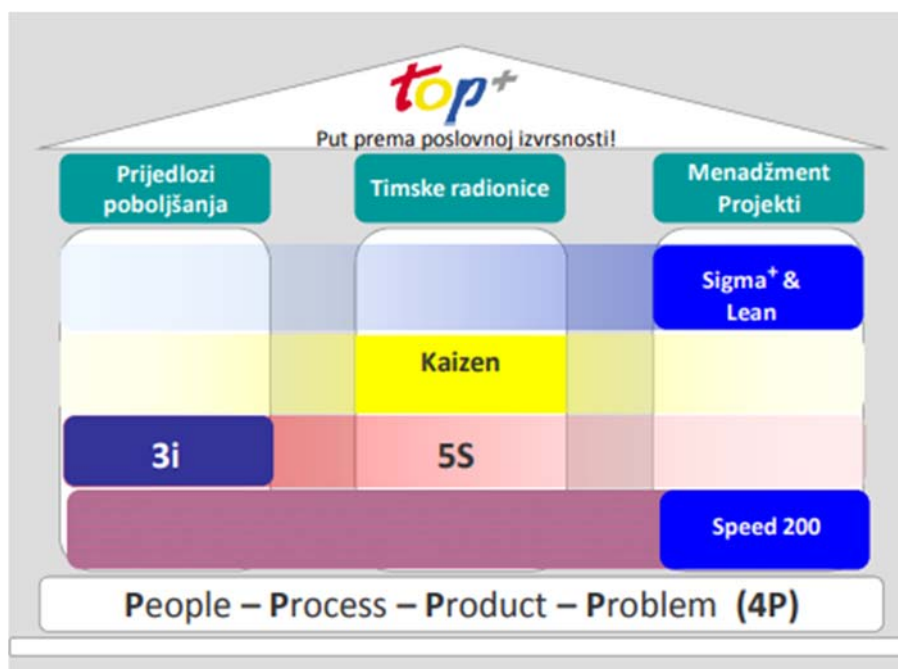 top+
Put prema poslovnoj izvrsnosti!
Prijedlozi
poboljšanja
Timske radionice
Menadžment
Projekti
Sigma+ &
Lean
Kaizen
3i
5S
Speed 200
People – Process – Product – Problem (4P)